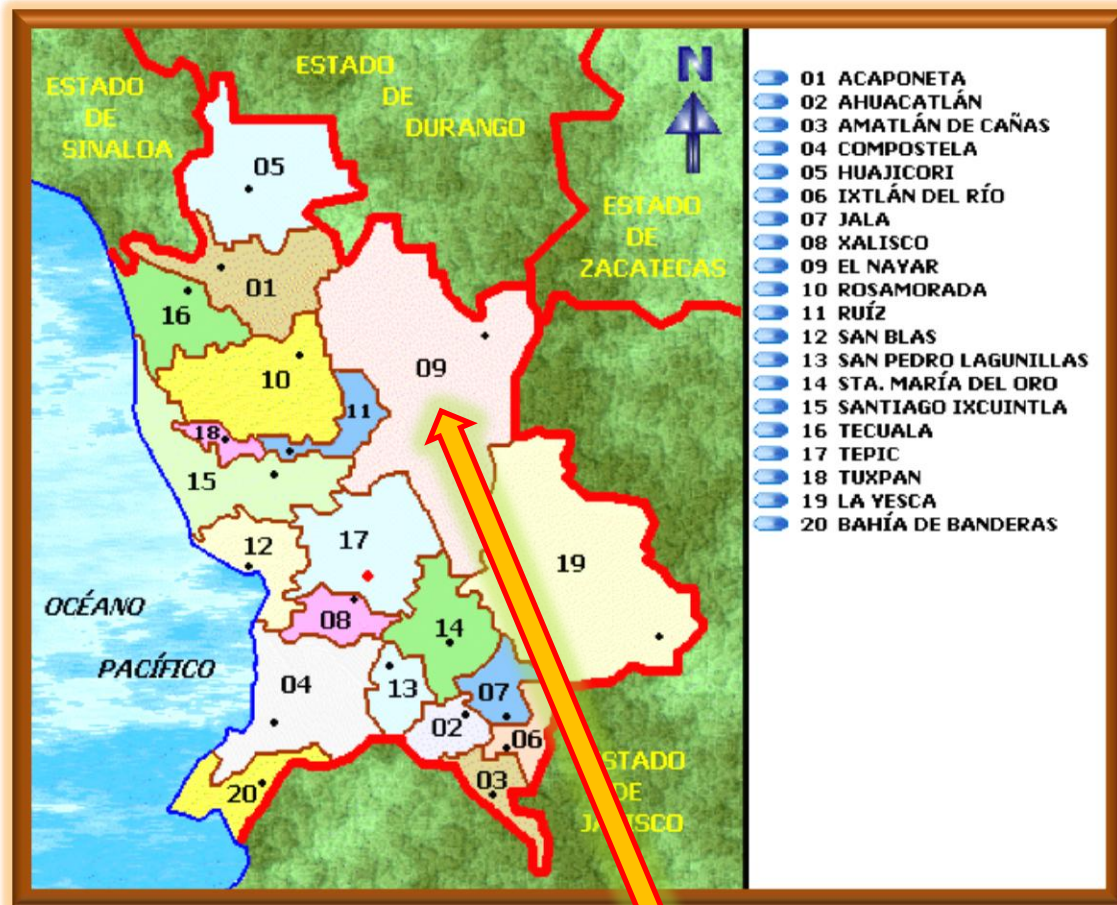 ESTADO
DE
SINALOA
ESTADO
DE
DURANGO
N
ESTADO
DE
ZACATECAS
05
01
16
10
09
11
18
15
12
17
19
08
14
OCÉANO
PACÍFICO
04
13
07
02
06
03
20
ESTADO
DE
JALISCO
01 ACAPONETA
02 AHUACATLÁN
03 AMATLÁN DE CAÑAS
04 COMPOSTELA
05 HUAJICORI
06 IXTLÁN DEL RÍO
07 JALA
08 XALISCO
09 EL NAYAR
10 ROSAMORADA
11 RUÍZ
12 SAN BLAS
13 SAN PEDRO LAGUNILLAS
14 STA. MARÍA DEL ORO
15 SANTIAGO IXCUINTLA
16 TECUALA
17 TEPIC
18 TUXPAN
19 LA YESCA
20 BAHÍA DE BANDERAS